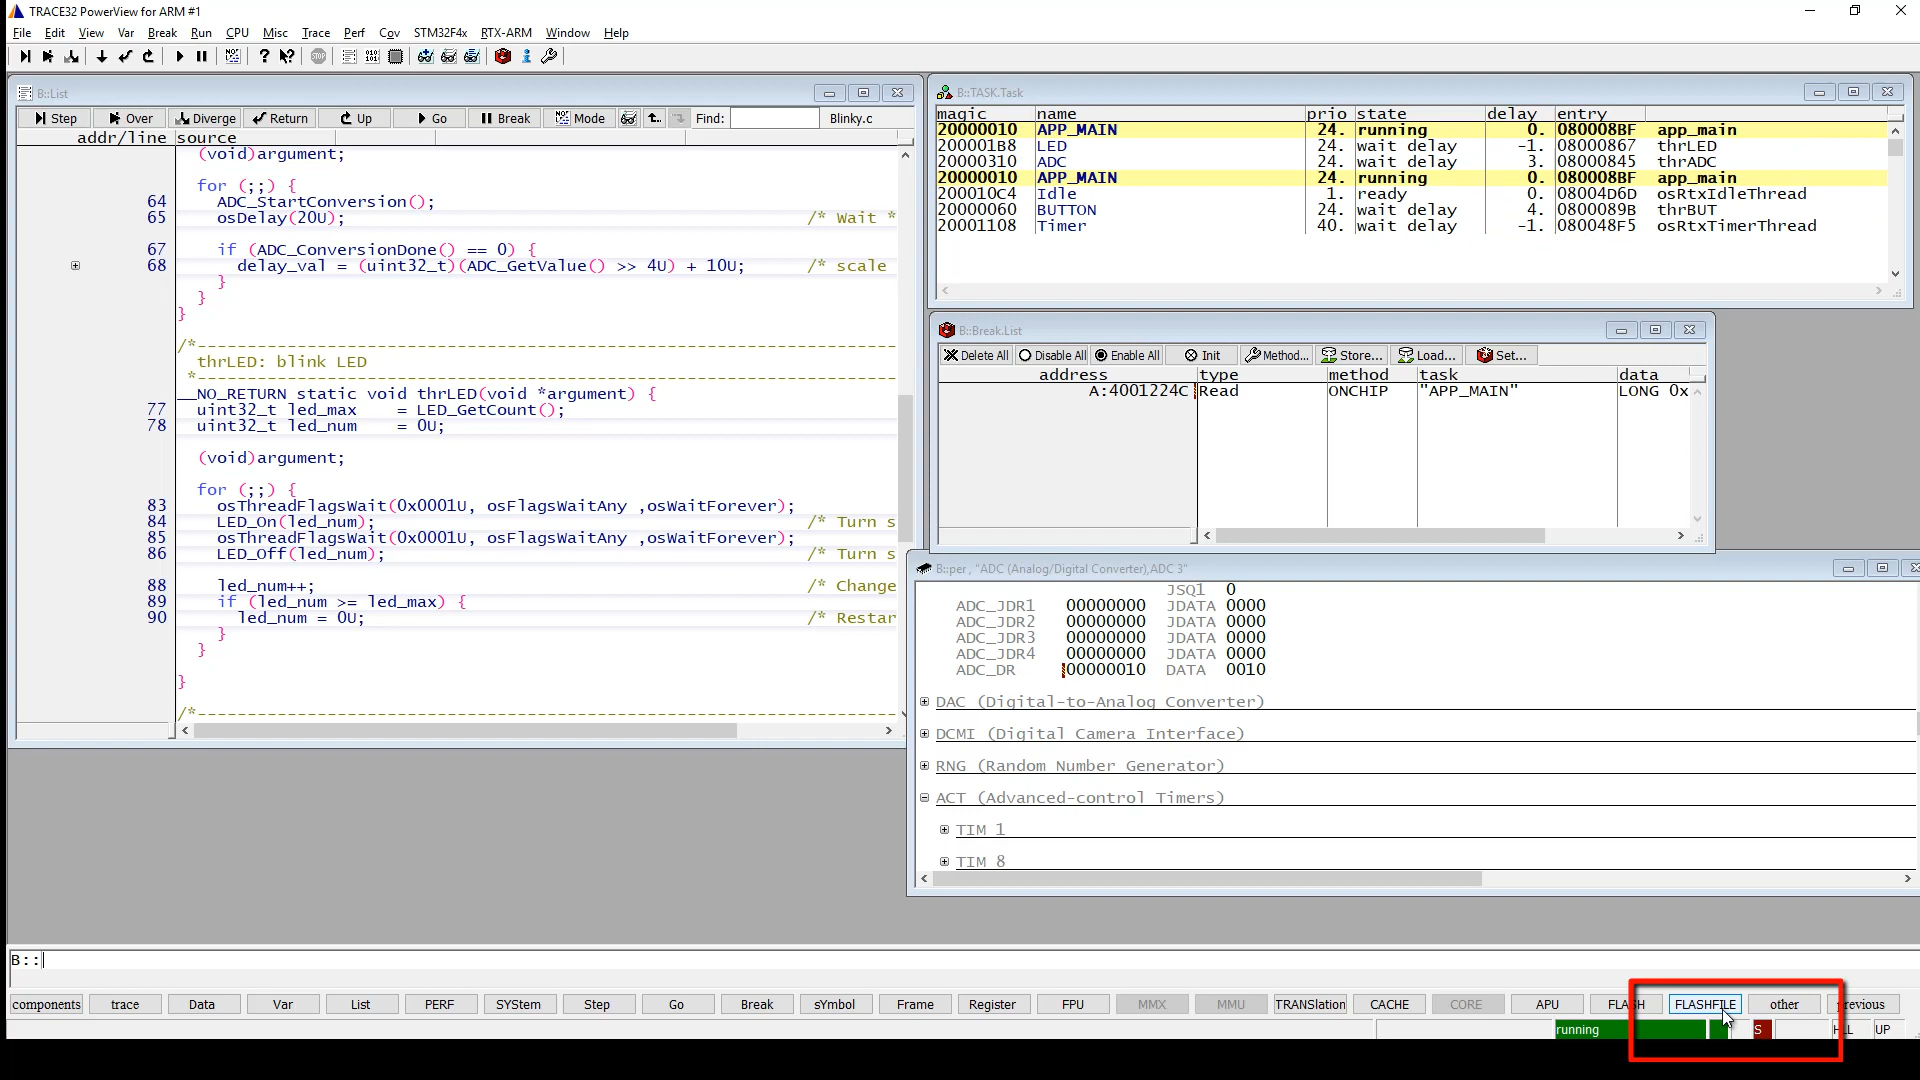 TRACE32 PowerView for ARM #1
File Edit View Var Break Run CPU Misc Trace Perf Cov STM32F4x RTX-ARM Window Help
B::List
Step Over Diverge Return Up Go Break Mode Find: Blinky.c
addr/line source
(void)argument;
for (;;) {
64 ADC_StartConversion();
65 osDelay(20U); /* Wait *
67 if (ADC_ConversionDone() == 0) {
68 delay_val = (uint32_t)(ADC_GetValue() >> 4U) + 10U; /* scale
}
}
}
/*----------------------------------------------------------------------
thrLED: blink LED
*----------------------------------------------------------------------
__NO_RETURN static void thrLED(void *argument) {
77 uint32_t led_max = LED_GetCount();
78 uint32_t led_num = 0U;
(void)argument;
for (;;) {
83 osThreadFlagsWait(0x0001U, osFlagsWaitAny ,osWaitForever);
84 LED_On(led_num); /* Turn s
85 osThreadFlagsWait(0x0001U, osFlagsWaitAny ,osWaitForever);
86 LED_Off(led_num); /* Turn s
88 led_num++; /* Change
89 if (led_num >= led_max) {
90 led_num = 0U; /* Restar
}
}
}
/*----------------------------------------------------------------------
B::TASK.Task
magic name prio state delay entry
20000010 APP_MAIN 24. running 0. 080008BF app_main
200001B8 LED 24. wait delay -1. 08000867 thrLED
20000310 ADC 24. wait delay 3. 08000845 thrADC
20000010 APP_MAIN 24. running 0. 080008BF app_main
200010C4 Idle 1. ready 0. 08004D6D osRtxIdleThread
20000060 BUTTON 24. wait delay 4. 0800089B thrBUT
20001108 Timer 40. wait delay -1. 080048F5 osRtxTimerThread
B::Break.List
Delete All Disable All Enable All Init Method... Store... Load... Set...
address type method task data
A:4001224C Read ONCHIP "APP_MAIN" LONG 0x
B::per , "ADC (Analog/Digital Converter),ADC 3"
JSQ1 0
ADC_JDR1 00000000 JDATA 0000
ADC_JDR2 00000000 JDATA 0000
ADC_JDR3 00000000 JDATA 0000
ADC_JDR4 00000000 JDATA 0000
ADC_DR 00000010 DATA 0010
DAC (Digital-to-Analog Converter)
DCMI (Digital Camera Interface)
RNG (Random Number Generator)
ACT (Advanced-control Timers)
TIM 1
TIM 8
B::
components trace Data Var List PERF SYStem Step Go Break sYmbol Frame Register FPU MMX MMU TRANSlation CACHE CORE APU FLASH FLASHFILE other previous
running S HLL UP